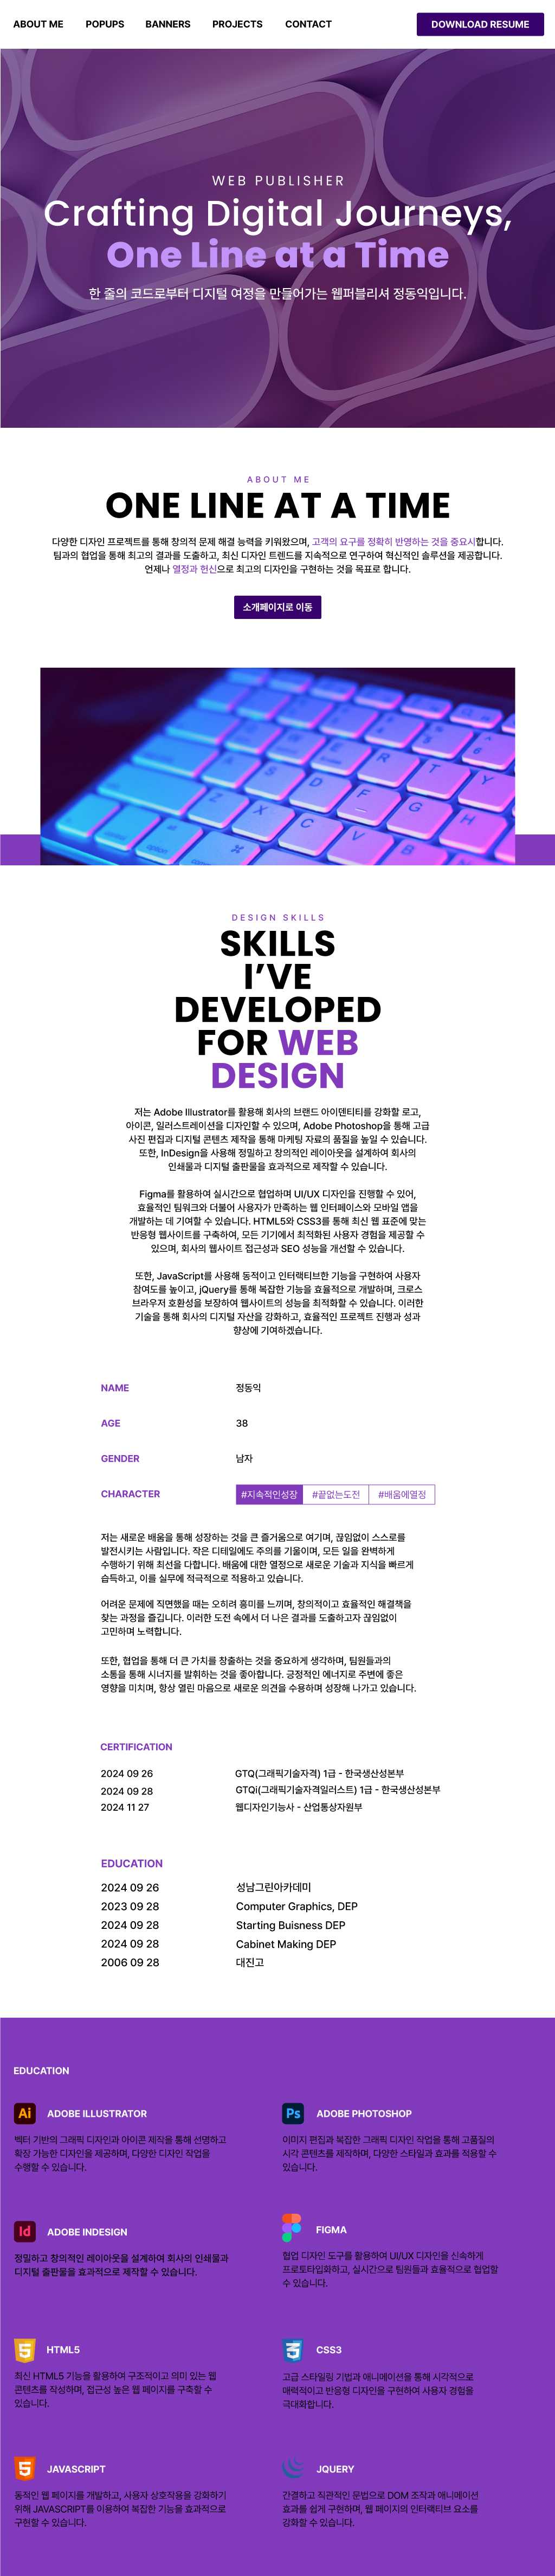 ABOUT ME POPUPS BANNERS PROJECTS CONTACT DOWNLOAD RESUME
WEB PUBLISHER
Crafting Digital Journeys,
One Line at a Time
한 줄의 코드로부터 디지털 여정을 만들어가는 웹퍼블리셔 정동익입니다.
ABOUT ME
ONE LINE AT A TIME
다양한 디자인 프로젝트를 통해 창의적 문제 해결 능력을 키워왔으며, 고객의 요구를 정확히 반영하는 것을 중요시합니다.
팀과의 협업을 통해 최고의 결과를 도출하고, 최신 디자인 트렌드를 지속적으로 연구하여 혁신적인 솔루션을 제공합니다.
언제나 열정과 헌신으로 최고의 디자인을 구현하는 것을 목표로 합니다.
소개페이지로 이동
DESIGN SKILLS
SKILLS
I’VE
DEVELOPED
FOR WEB
DESIGN
저는 Adobe Illustrator를 활용해 회사의 브랜드 아이덴티티를 강화할 로고,
아이콘, 일러스트레이션을 디자인할 수 있으며, Adobe Photoshop을 통해 고급
사진 편집과 디지털 콘텐츠 제작을 통해 마케팅 자료의 품질을 높일 수 있습니다.
또한, InDesign을 사용해 정밀하고 창의적인 레이아웃을 설계하여 회사의
인쇄물과 디지털 출판물을 효과적으로 제작할 수 있습니다.
Figma를 활용하여 실시간으로 협업하며 UI/UX 디자인을 진행할 수 있어,
효율적인 팀워크와 더불어 사용자가 만족하는 웹 인터페이스와 모바일 앱을
개발하는 데 기여할 수 있습니다. HTML5와 CSS3를 통해 최신 웹 표준에 맞는
반응형 웹사이트를 구축하여, 모든 기기에서 최적화된 사용자 경험을 제공할 수
있으며, 회사의 웹사이트 접근성과 SEO 성능을 개선할 수 있습니다.
또한, JavaScript를 사용해 동적이고 인터랙티브한 기능을 구현하여 사용자
참여도를 높이고, jQuery를 통해 복잡한 기능을 효율적으로 개발하며, 크로스
브라우저 호환성을 보장하여 웹사이트의 성능을 최적화할 수 있습니다. 이러한
기술을 통해 회사의 디지털 자산을 강화하고, 효율적인 프로젝트 진행과 성과
향상에 기여하겠습니다.
NAME 정동익
AGE 38
GENDER 남자
CHARACTER #지속적인성장 #끝없는도전 #배움에열정
저는 새로운 배움을 통해 성장하는 것을 큰 즐거움으로 여기며, 끊임없이 스스로를
발전시키는 사람입니다. 작은 디테일에도 주의를 기울이며, 모든 일을 완벽하게
수행하기 위해 최선을 다합니다. 배움에 대한 열정으로 새로운 기술과 지식을 빠르게
습득하고, 이를 실무에 적극적으로 적용하고 있습니다.
어려운 문제에 직면했을 때는 오히려 흥미를 느끼며, 창의적이고 효율적인 해결책을
찾는 과정을 즐깁니다. 이러한 도전 속에서 더 나은 결과를 도출하고자 끊임없이
고민하며 노력합니다.
또한, 협업을 통해 더 큰 가치를 창출하는 것을 중요하게 생각하며, 팀원들과의
소통을 통해 시너지를 발휘하는 것을 좋아합니다. 긍정적인 에너지로 주변에 좋은
영향을 미치며, 항상 열린 마음으로 새로운 의견을 수용하며 성장해 나가고 있습니다.
CERTIFICATION
2024 09 26 GTQ(그래픽기술자격) 1급 - 한국생산성본부
2024 09 28 GTQi(그래픽기술자격일러스트) 1급 - 한국생산성본부
2024 11 27 웹디자인기능사 - 산업통상자원부
EDUCATION
2024 09 26 성남그린아카데미
2023 09 28 Computer Graphics, DEP
2024 09 28 Starting Buisness DEP
2024 09 28 Cabinet Making DEP
2006 09 28 대진고
EDUCATION
Ai ADOBE ILLUSTRATOR
벡터 기반의 그래픽 디자인과 아이콘 제작을 통해 선명하고
확장 가능한 디자인을 제공하며, 다양한 디자인 작업을
수행할 수 있습니다.
Ps ADOBE PHOTOSHOP
이미지 편집과 복잡한 그래픽 디자인 작업을 통해 고품질의
시각 콘텐츠를 제작하며, 다양한 스타일과 효과를 적용할 수
있습니다.
Id ADOBE INDESIGN
정밀하고 창의적인 레이아웃을 설계하여 회사의 인쇄물과
디지털 출판물을 효과적으로 제작할 수 있습니다.
FIGMA
협업 디자인 도구를 활용하여 UI/UX 디자인을 신속하게
프로토타입화하고, 실시간으로 팀원들과 효율적으로 협업할
수 있습니다.
5 HTML5
최신 HTML5 기능을 활용하여 구조적이고 의미 있는 웹
콘텐츠를 작성하며, 접근성 높은 웹 페이지를 구축할 수
있습니다.
3 CSS3
고급 스타일링 기법과 애니메이션을 통해 시각적으로
매력적이고 반응형 디자인을 구현하여 사용자 경험을
극대화합니다.
5 JAVASCRIPT
동적인 웹 페이지를 개발하고, 사용자 상호작용을 강화하기
위해 JAVASCRIPT를 이용하여 복잡한 기능을 효과적으로
구현할 수 있습니다.
JQUERY
간결하고 직관적인 문법으로 DOM 조작과 애니메이션
효과를 쉽게 구현하며, 웹 페이지의 인터랙티브 요소를
강화할 수 있습니다.